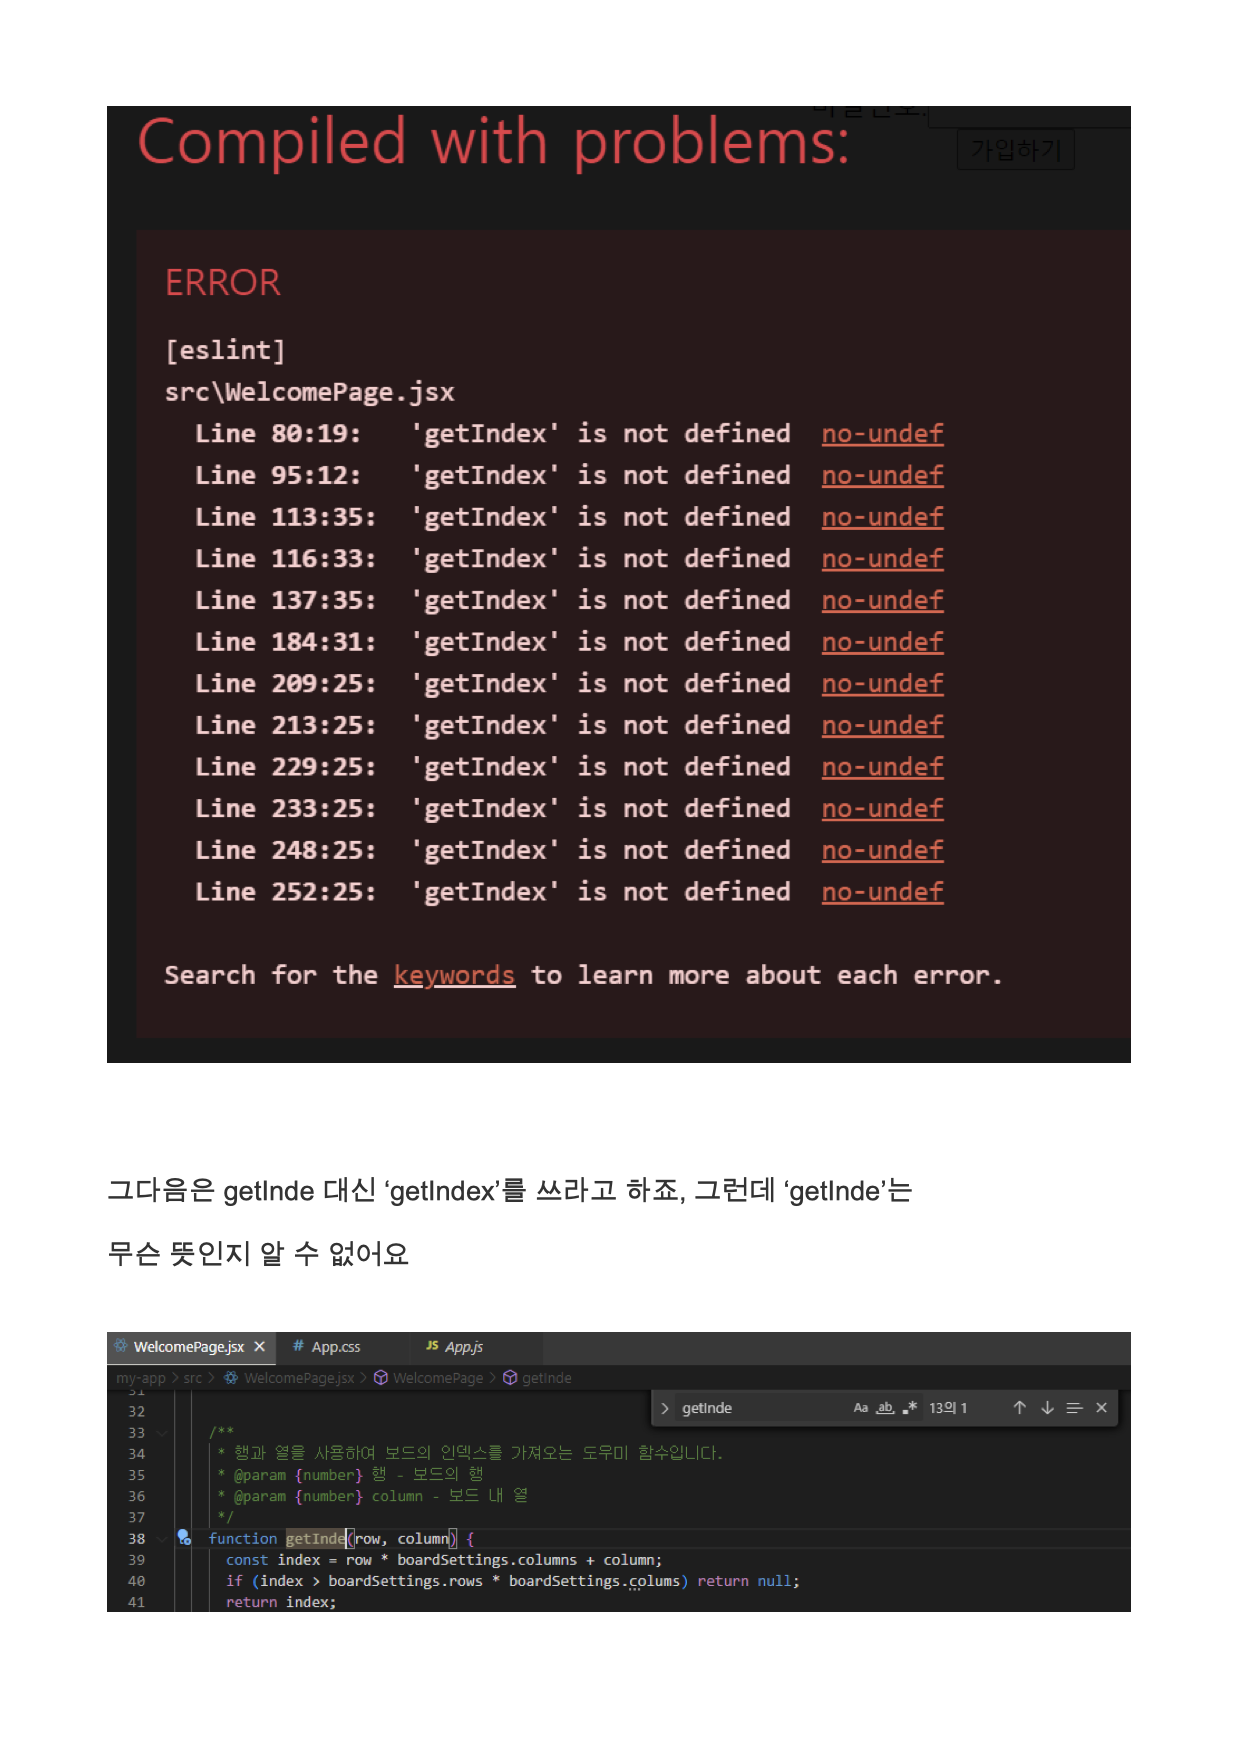 Compiled with problems:
가입하기
ERROR
[eslint]
src\WelcomePage.jsx
Line 80:19: 'getIndex' is not defined no-undef
Line 95:12: 'getIndex' is not defined no-undef
Line 113:35: 'getIndex' is not defined no-undef
Line 116:33: 'getIndex' is not defined no-undef
Line 137:35: 'getIndex' is not defined no-undef
Line 184:31: 'getIndex' is not defined no-undef
Line 209:25: 'getIndex' is not defined no-undef
Line 213:25: 'getIndex' is not defined no-undef
Line 229:25: 'getIndex' is not defined no-undef
Line 233:25: 'getIndex' is not defined no-undef
Line 248:25: 'getIndex' is not defined no-undef
Line 252:25: 'getIndex' is not defined no-undef
Search for the keywords to learn more about each error.
그다음은 getInde 대신 ‘getIndex’를 쓰라고 하죠, 그런데 ‘getInde’는
무슨 뜻인지 알 수 없어요
WelcomePage.jsx × # App.css JS App.js
my-app > src > WelcomePage.jsx > WelcomePage > getInde
31
> getInde Aa ab .* 13의 1
32
33 /**
34 * 행과 열을 사용하여 보드의 인덱스를 가져오는 도우미 함수입니다.
35 * @param {number} 행 - 보드의 행
36 * @param {number} column - 보드 내 열
37 */
38 function getInde(row, column) {
39 const index = row * boardSettings.columns + column;
40 if (index > boardSettings.rows * boardSettings.colums) return null;
41 return index;